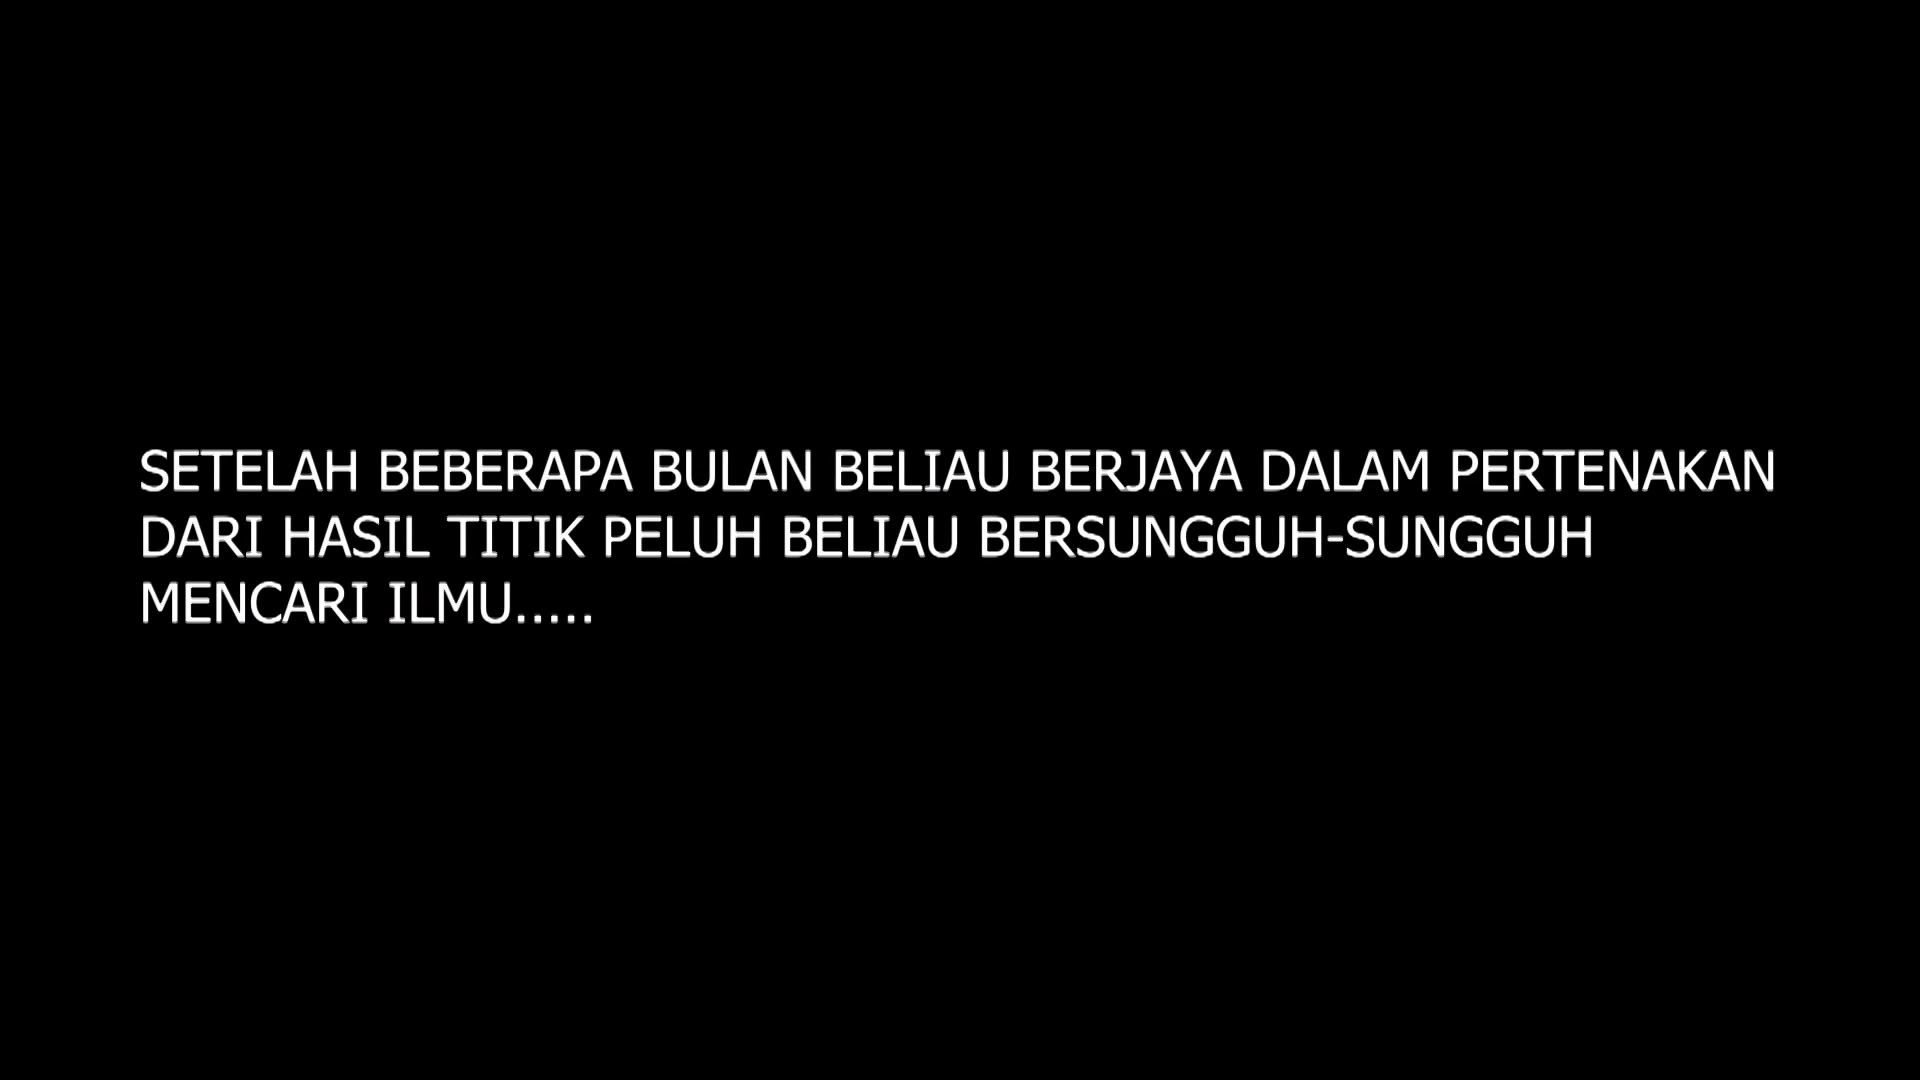 SETELAH BEBERAPA BULAN BELIAU BERJAYA DALAM PERTENAKAN
DARI HASIL TITIK PELUH BELIAU BERSUNGGUH-SUNGGUH
MENCARI ILMU.....